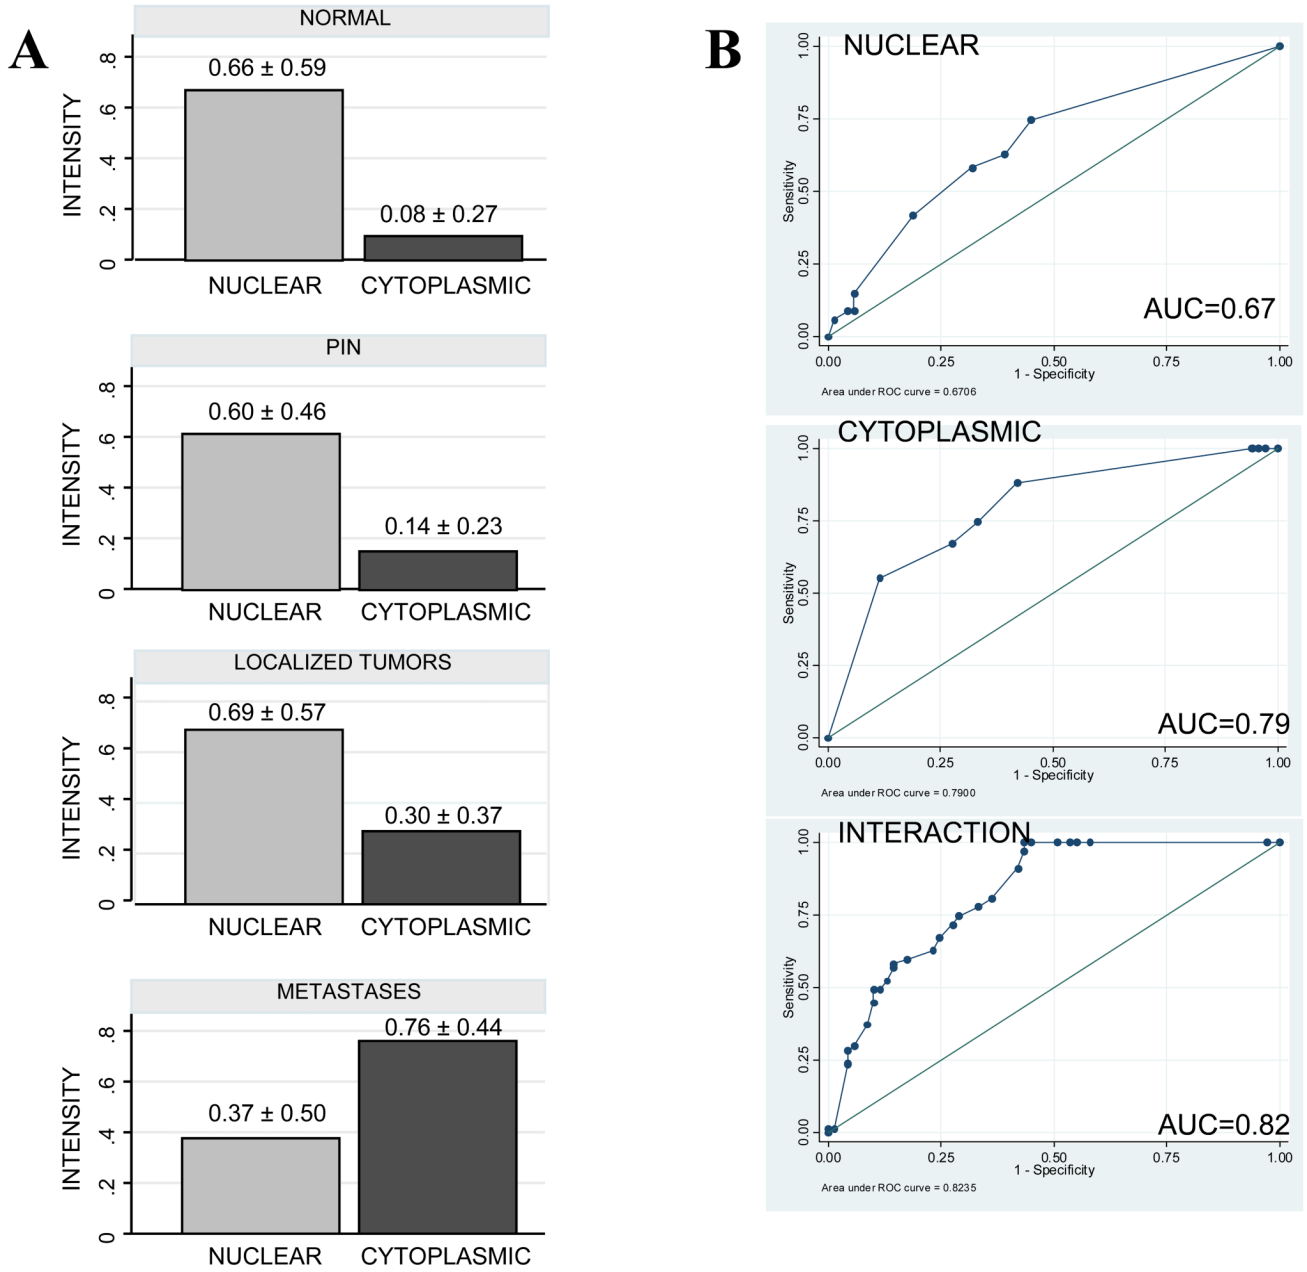 A
NORMAL
INTENSITY
.8
.6
.4
.2
0
0.66 ± 0.59
0.08 ± 0.27
NUCLEAR CYTOPLASMIC
PIN
INTENSITY
.8
.6
.4
.2
0
0.60 ± 0.46
0.14 ± 0.23
NUCLEAR CYTOPLASMIC
LOCALIZED TUMORS
INTENSITY
.8
.6
.4
.2
0
0.69 ± 0.57
0.30 ± 0.37
NUCLEAR CYTOPLASMIC
METASTASES
INTENSITY
.8
.6
.4
.2
0
0.76 ± 0.44
0.37 ± 0.50
NUCLEAR CYTOPLASMIC
B
NUCLEAR
Sensitivity
1.00
0.75
0.50
0.25
0.00
AUC=0.67
0.00 0.25 0.50 0.75 1.00
1 - Specificity
Area under ROC curve = 0.6706
CYTOPLASMIC
Sensitivity
1.00
0.75
0.50
0.25
0.00
AUC=0.79
0.00 0.25 0.50 0.75 1.00
1 - Specificity
Area under ROC curve = 0.7900
INTERACTION
Sensitivity
1.00
0.75
0.50
0.25
0.00
AUC=0.82
0.00 0.25 0.50 0.75 1.00
1 - Specificity
Area under ROC curve = 0.8235